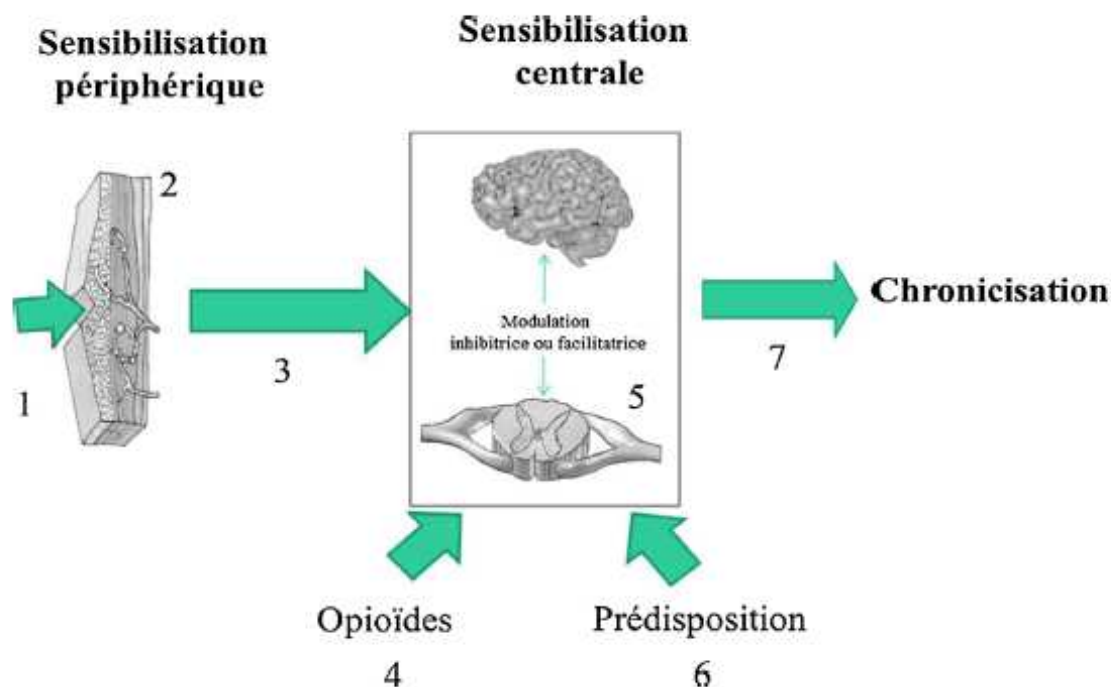 Sensibilisation
périphérique
Sensibilisation
centrale
2
1
3
Modulation
inhibitrice ou facilitatrice
5
7
Chronicisation
Opioïdes
4
Prédisposition
6